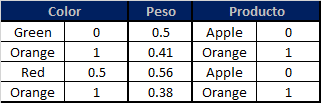 Color Peso Producto
Green 0 0.5 Apple 0
Orange 1 0.41 Orange 1
Red 0.5 0.56 Apple 0
Orange 1 0.38 Orange 1